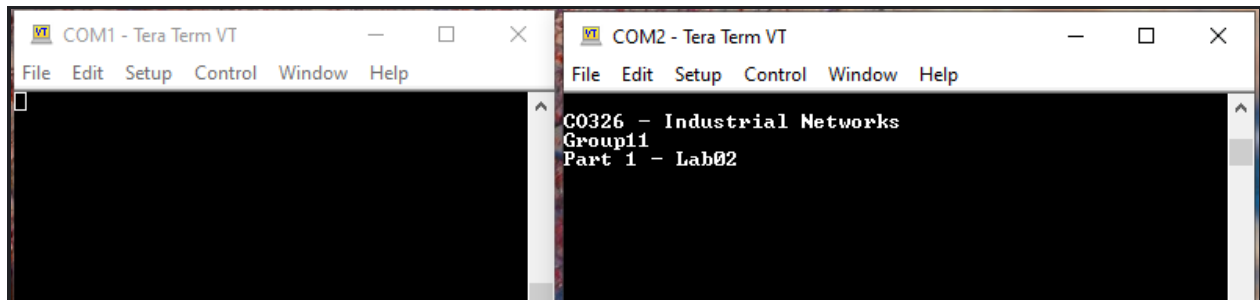 COM1 - Tera Term VT
File Edit Setup Control Window Help
COM2 - Tera Term VT
File Edit Setup Control Window Help
CO326 - Industrial Networks
Group11
Part 1 - Lab02